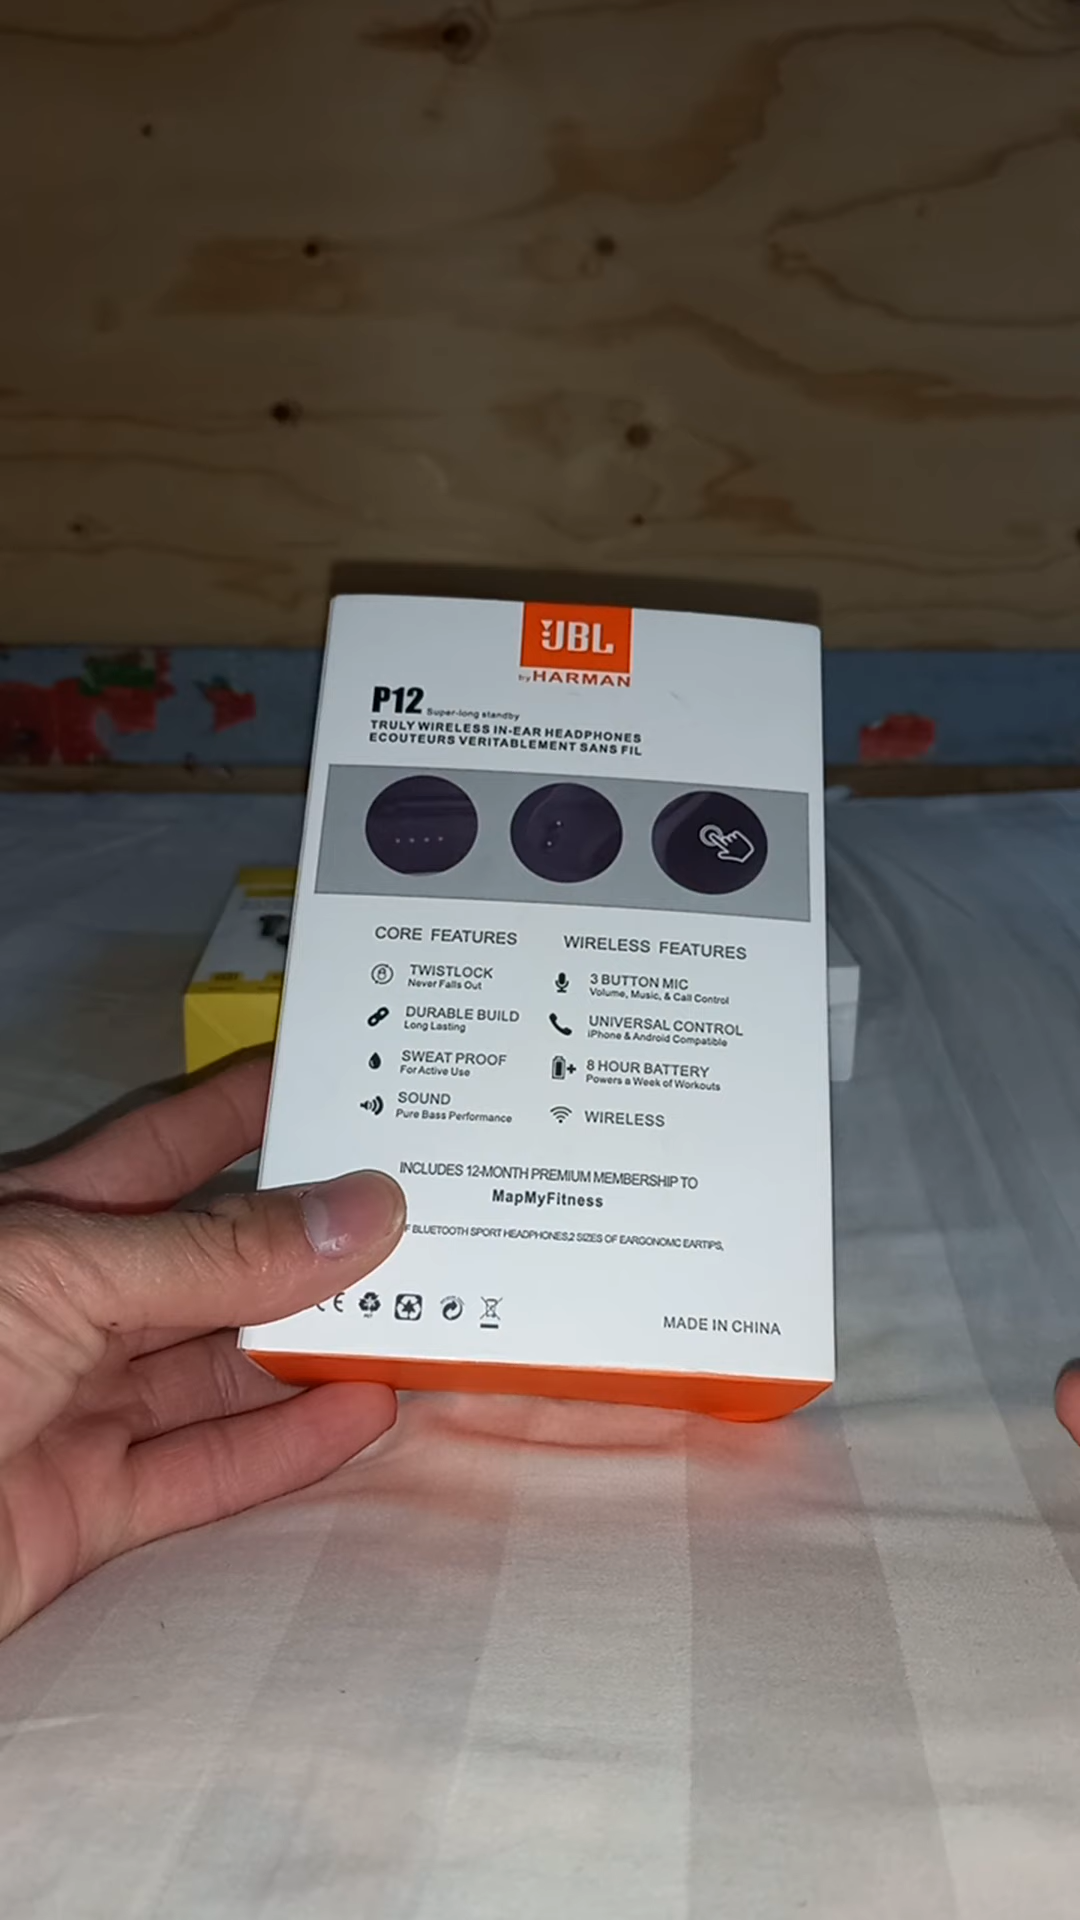 JBL
by HARMAN
P12 Super-long standby
TRULY WIRELESS IN-EAR HEADPHONES
ECOUTEURS VERITABLEMENT SANS FIL
CORE FEATURES
TWISTLOCK
Never Falls Out
DURABLE BUILD
Long Lasting
SWEAT PROOF
For Active Use
SOUND
Pure Bass Performance
WIRELESS FEATURES
3 BUTTON MIC
Volume, Music, & Call Control
UNIVERSAL CONTROL
iPhone & Android Compatible
8 HOUR BATTERY
Powers a Week of Workouts
WIRELESS
INCLUDES 12-MONTH PREMIUM MEMBERSHIP TO
MapMyFitness
BLUETOOTH SPORT HEADPHONES,2 SIZES OF EARGONOMC EARTIPS,
CE
MADE IN CHINA